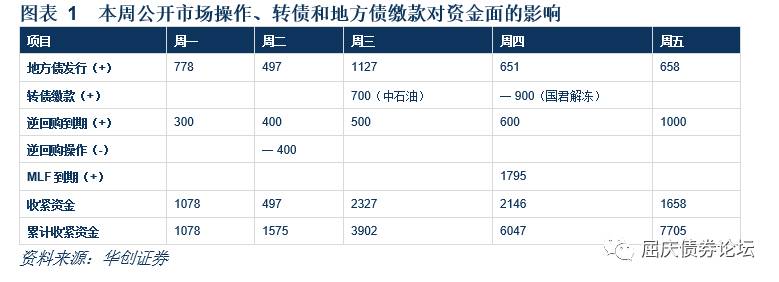 图表 1 本周公开市场操作、转债和地方债缴款对资金面的影响
项目 周一 周二 周三 周四 周五
地方债发行（+） 778 497 1127 651 658
转债缴款（+） 700（中石油） — 900（国君解冻）
逆回购到期（+） 300 400 500 600 1000
逆回购操作（-） — 400
MLF 到期（+） 1795
收紧资金 1078 497 2327 2146 1658
累计收紧资金 1078 1575 3902 6047 7705
资料来源：华创证券
屈庆债券论坛